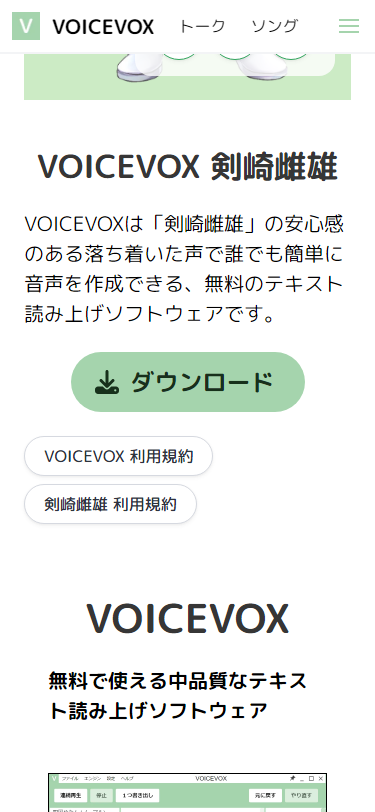 V VOICEVOX トーク ソング
VOICEVOX 剣崎雌雄
VOICEVOXは「剣崎雌雄」の安心感
のある落ち着いた声で誰でも簡単に
音声を作成できる、無料のテキスト
読み上げソフトウェアです。
ダウンロード
VOICEVOX 利用規約
剣崎雌雄 利用規約
VOICEVOX
無料で使える中品質なテキス
ト読み上げソフトウェア
V ファイル エンジン 設定 ヘルプ VOICEVOX
連続再生 停止 1つ書き出し 元に戻す やり直す